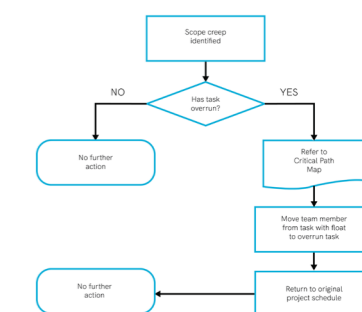 Scope creep
identified
NO
Has task
overrun?
YES
No further
action
Refer to
Critical Path
Map
Move team member
from task with float
to overrun task
No further
action
Return to original
project schedule